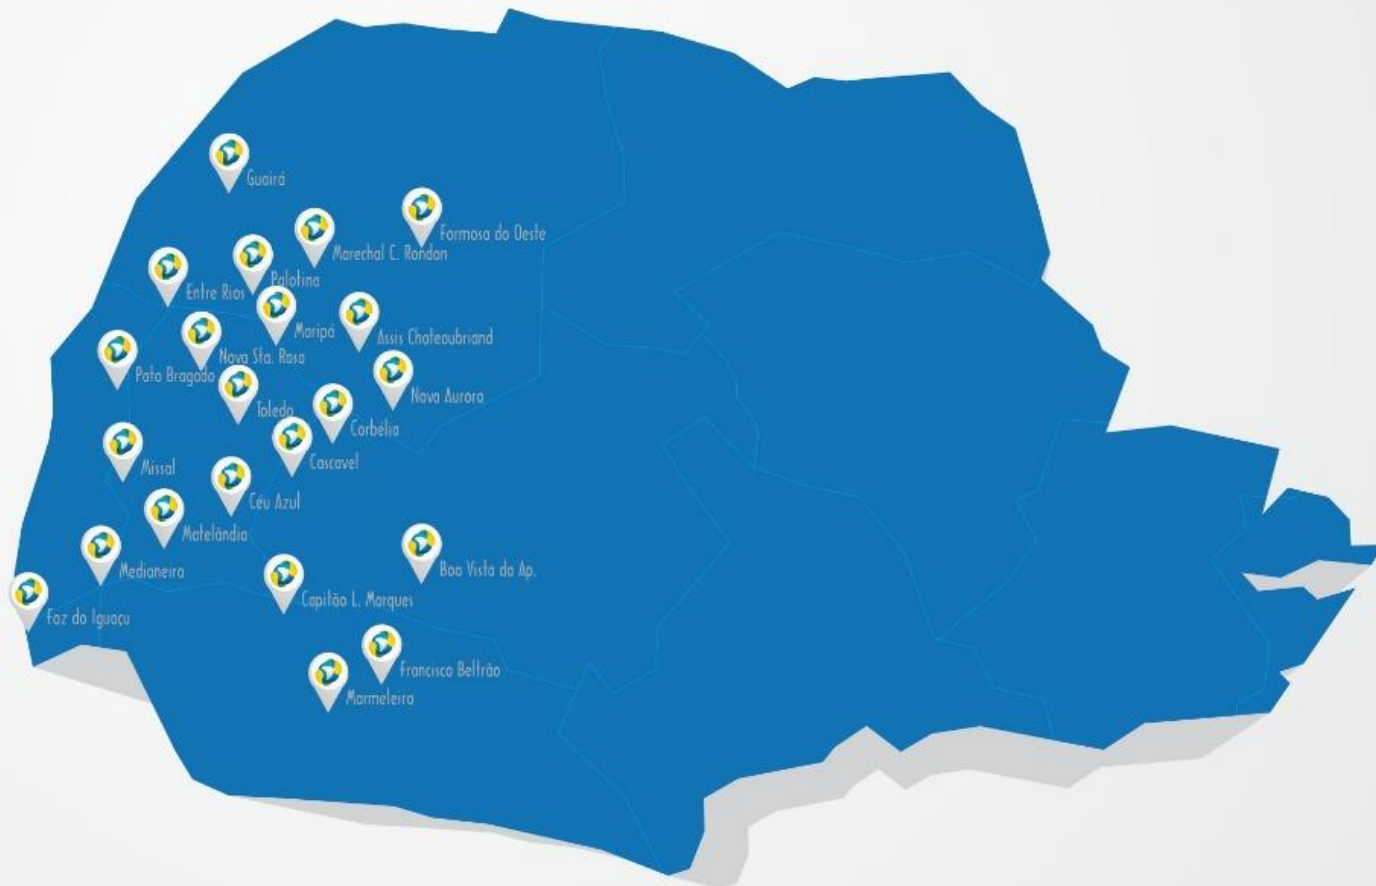 Guairá
Formosa do Oeste
Marechal C. Rondon
Palotina
Entre Rios
Maripá
Assis Chateaubriand
Nova Sta. Rosa
Pato Bragado
Nova Aurora
Toledo
Corbélia
Cascavel
Missal
Céu Azul
Matelândia
Medianeira
Boa Vista da Ap.
Capitão L. Marques
Foz do Iguaçu
Francisco Beltrão
Marmeleiro